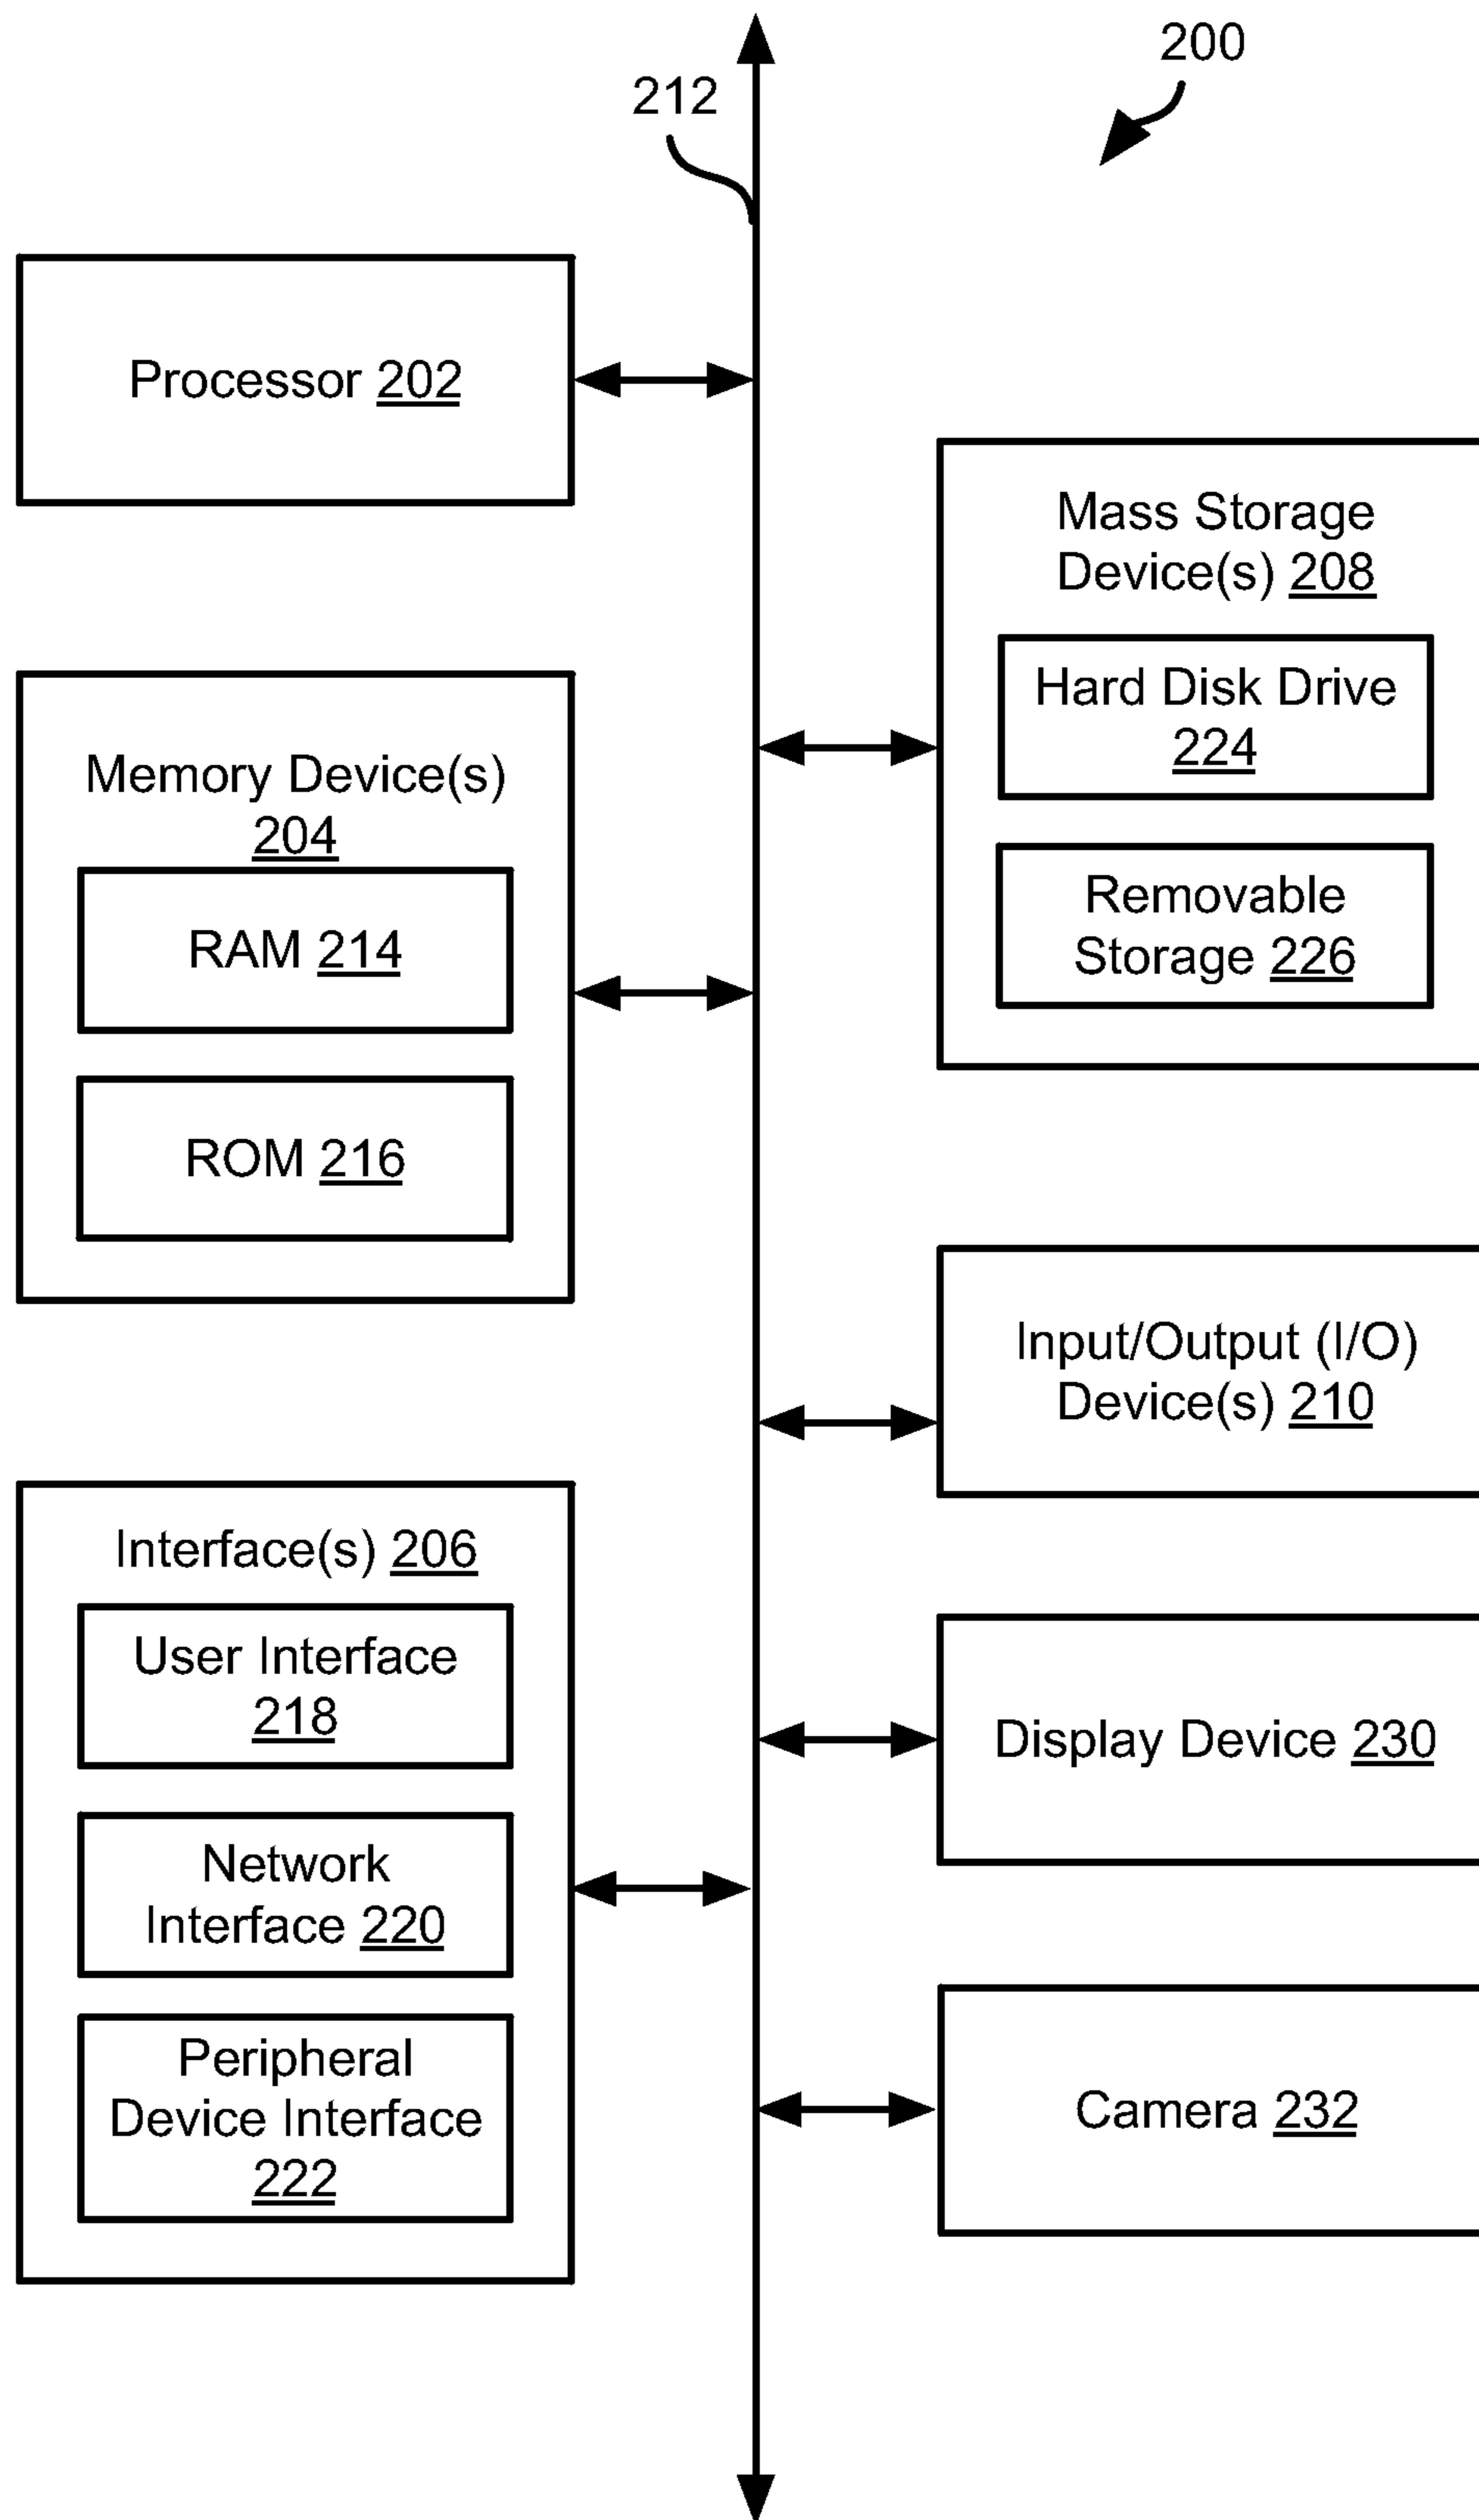 200
212
Processor 202
Memory Device(s)
204
RAM 214
ROM 216
Interface(s) 206
User Interface
218
Network
Interface 220
Peripheral
Device Interface
222
Mass Storage
Device(s) 208
Hard Disk Drive
224
Removable
Storage 226
Input/Output (I/O)
Device(s) 210
Display Device 230
Camera 232